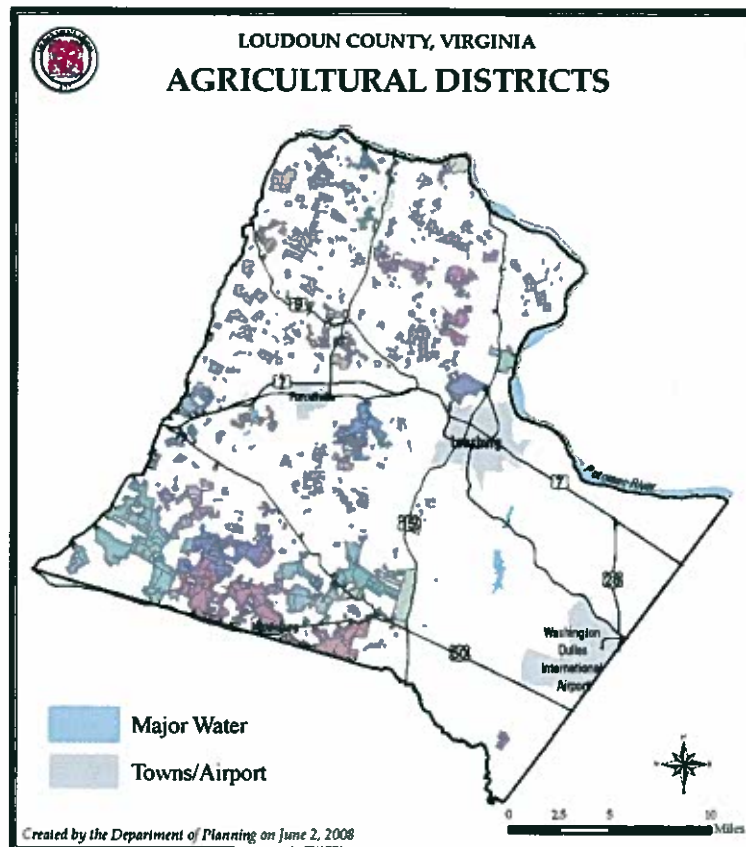 LOUDOUN COUNTY, VIRGINIA
AGRICULTURAL DISTRICTS
9
7
Leesburg
Potomac River
7
15
28
Washington
Dulles
International
Airport
50
Major Water
Towns/Airport
0 2.5 5 10
Miles
Created by the Department of Planning on June 2, 2008